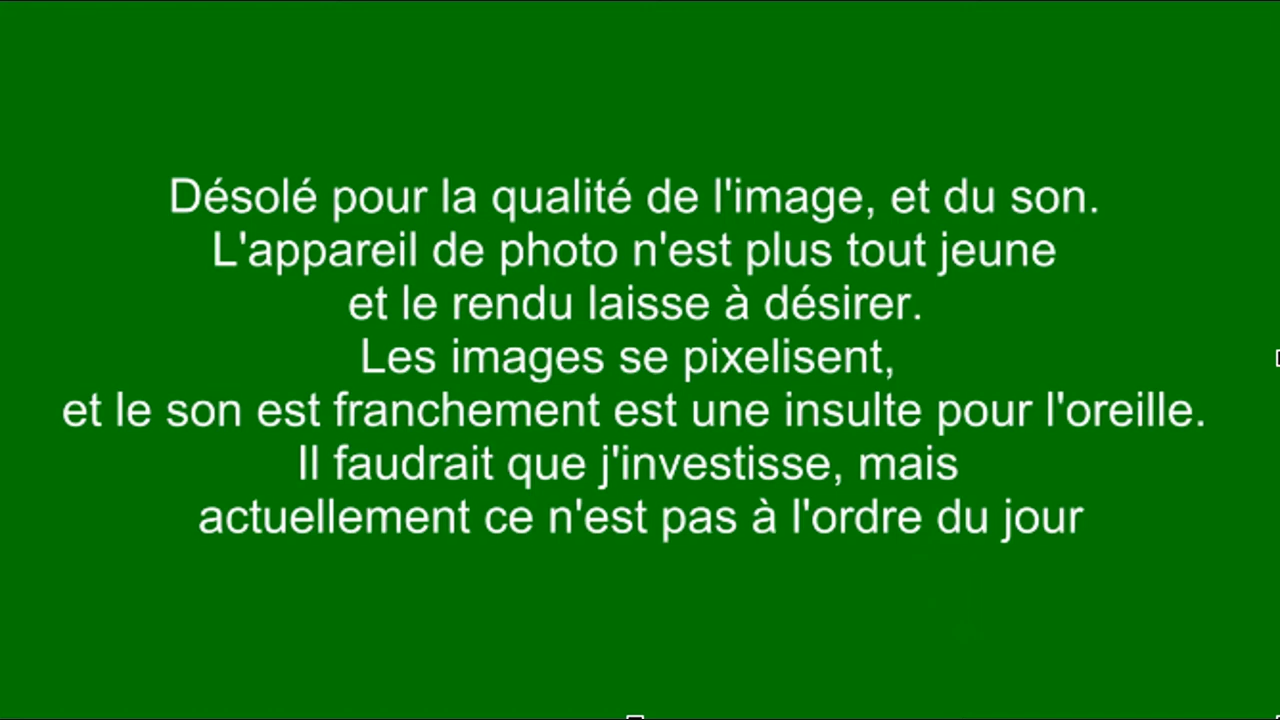 Désolé pour la qualité de l'image, et du son.
L'appareil de photo n'est plus tout jeune
et le rendu laisse à désirer.
Les images se pixelisent,
et le son est franchement est une insulte pour l'oreille.
Il faudrait que j'investisse, mais
actuellement ce n'est pas à l'ordre du jour